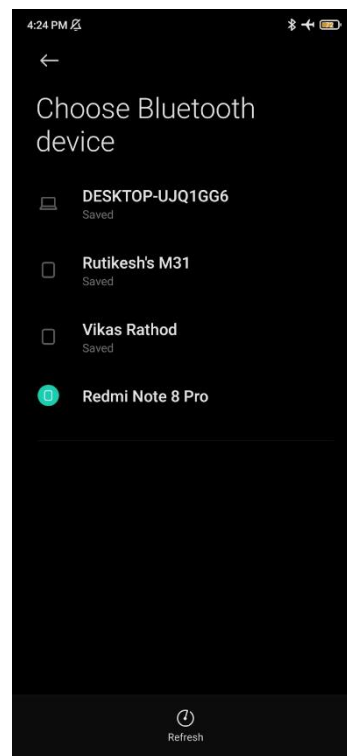 4:24 PM
Choose Bluetooth
device
DESKTOP-UJQ1GG6
Saved
Rutikesh's M31
Saved
Vikas Rathod
Saved
Redmi Note 8 Pro
Refresh